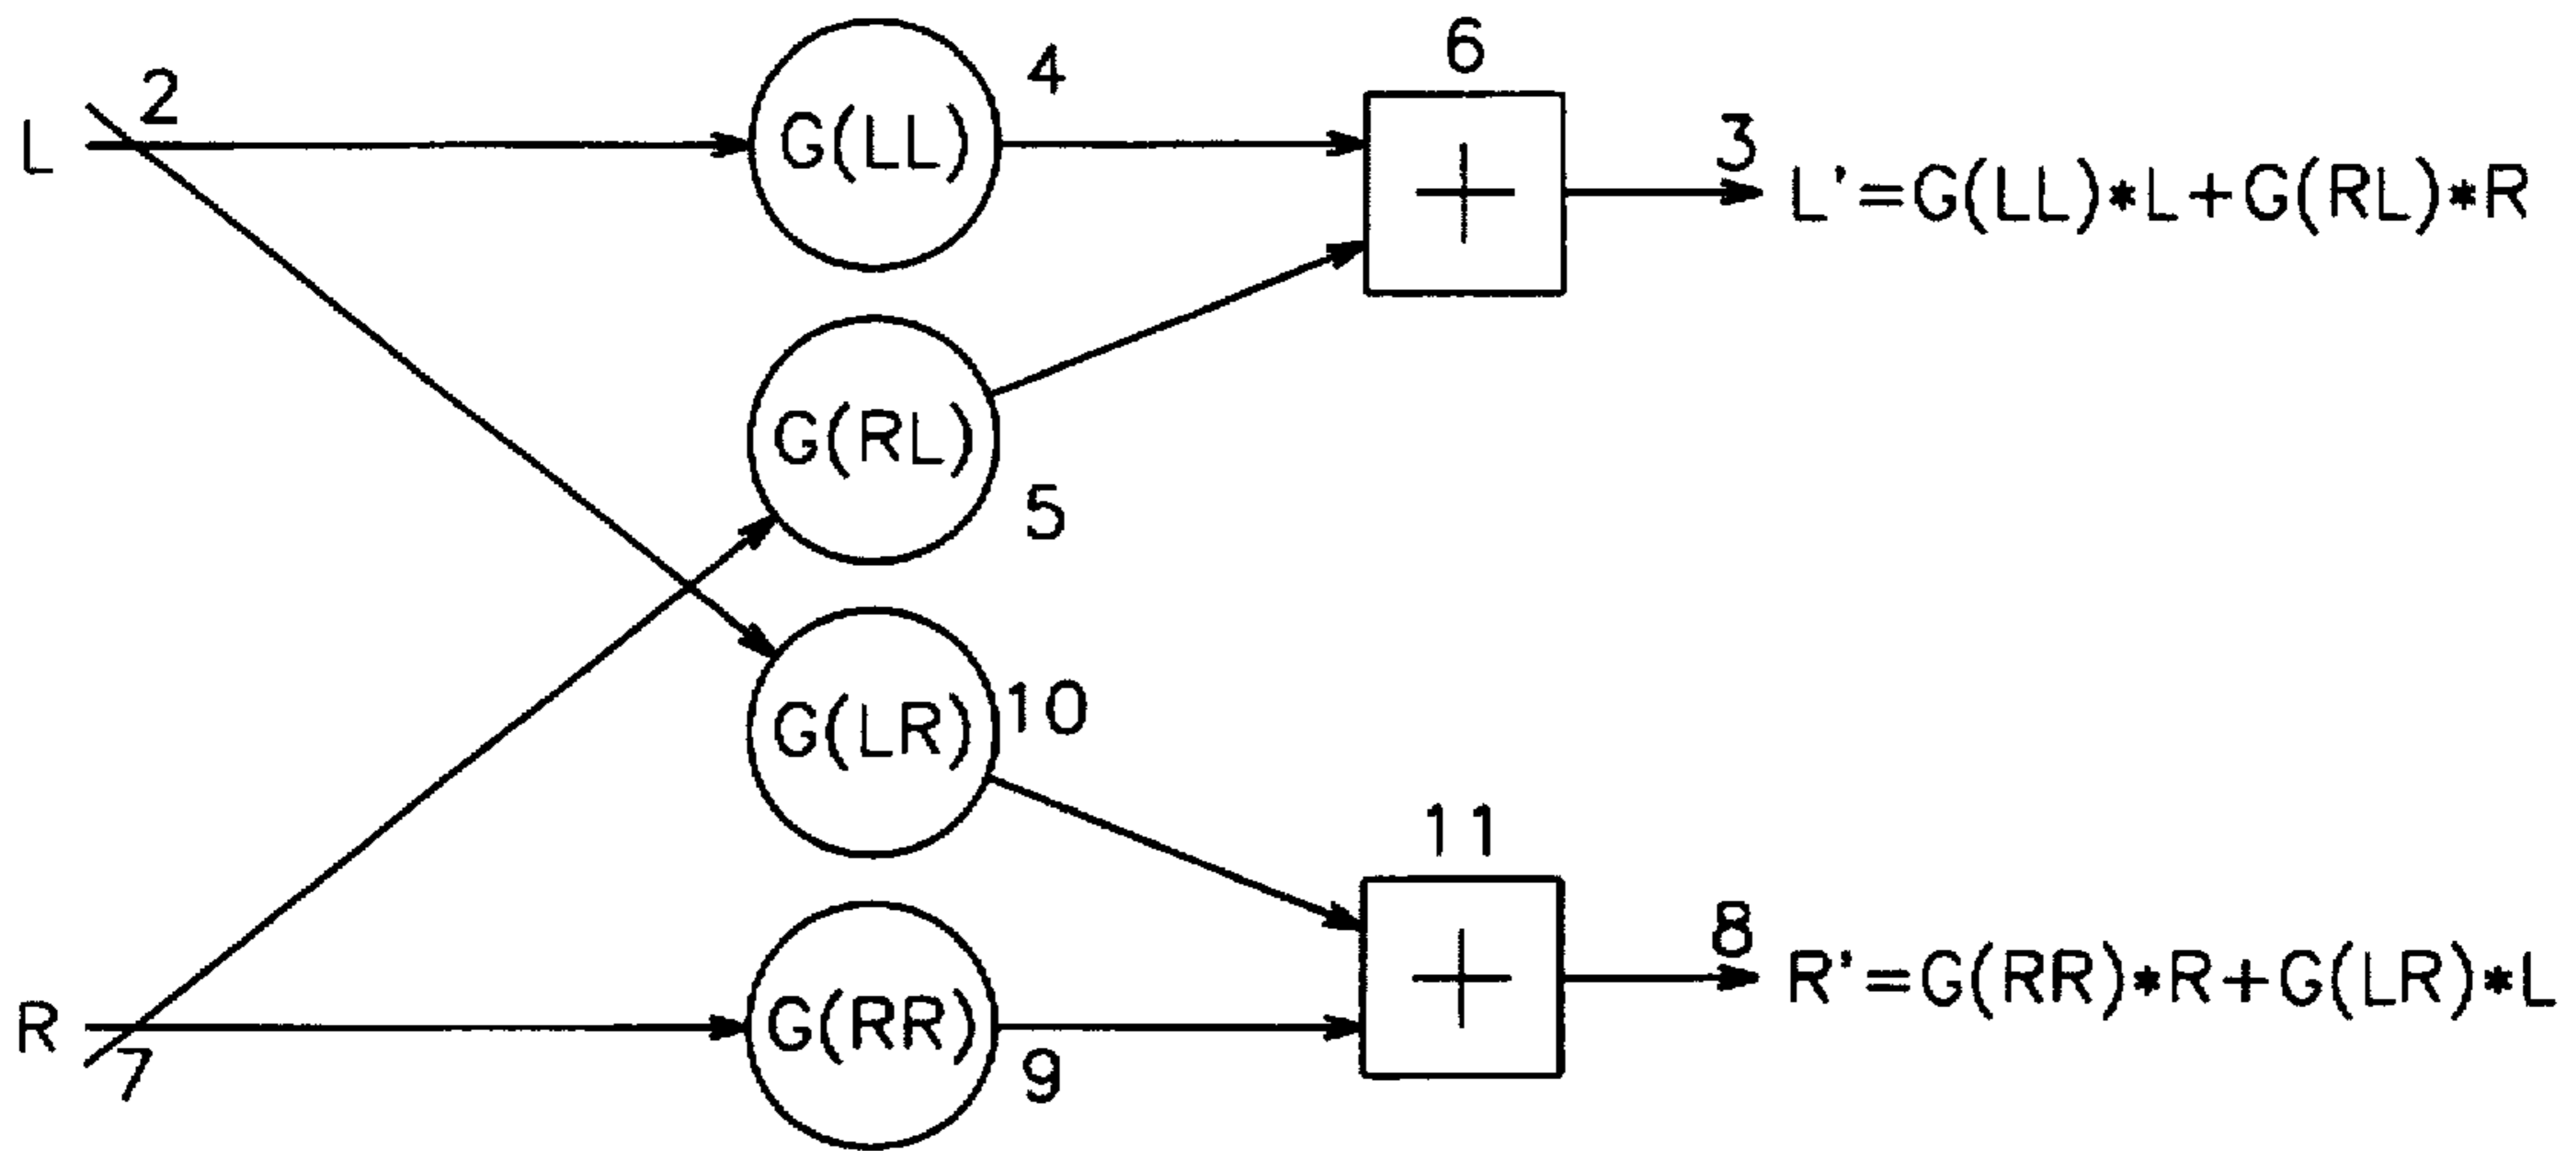 6
2
4
L
G(LL)
3
L'=G(LL)*L+G(RL)*R
G(RL)
5
10
G(LR)
11
8
R'=G(RR)*R+G(LR)*L
R
G(RR)
7
9